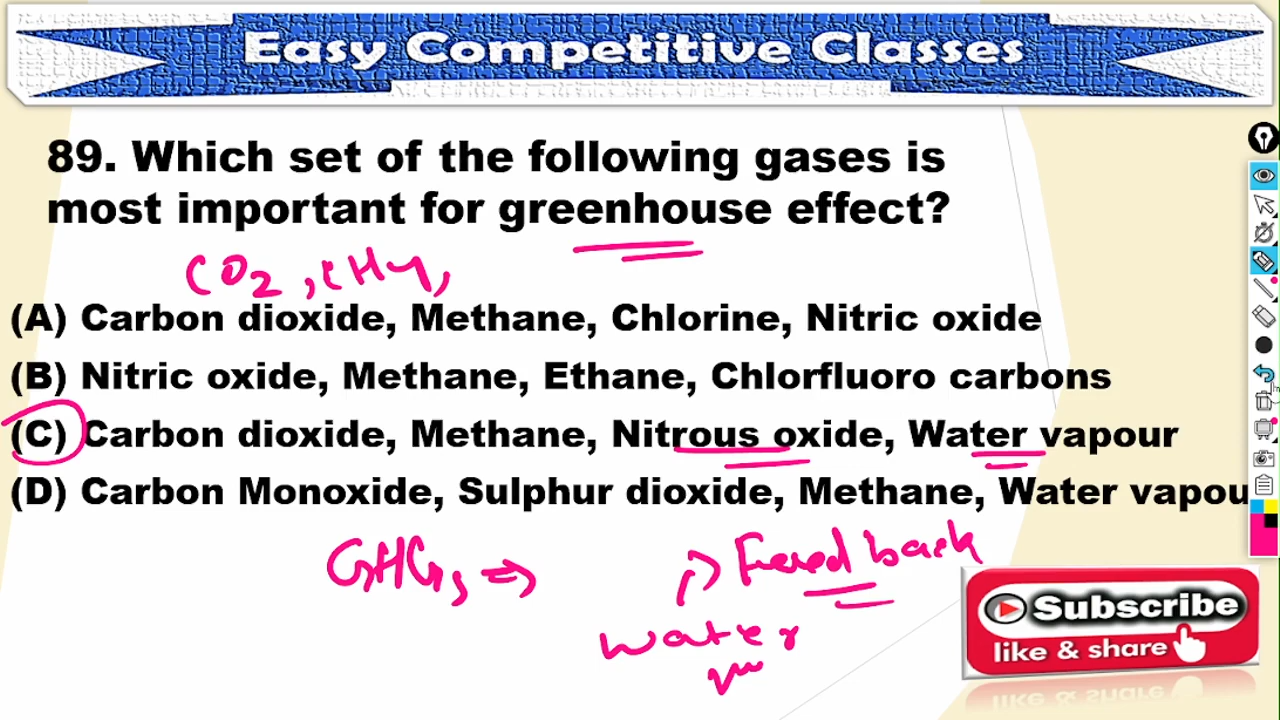 Easy Competitive Classes
89. Which set of the following gases is
most important for greenhouse effect?
CO2, CH4,
(A) Carbon dioxide, Methane, Chlorine, Nitric oxide
(B) Nitric oxide, Methane, Ethane, Chlorfluoro carbons
(C) Carbon dioxide, Methane, Nitrous oxide, Water vapour
(D) Carbon Monoxide, Sulphur dioxide, Methane, Water vapou
GHGs ⇒
Feed back
water
Subscribe
like & share